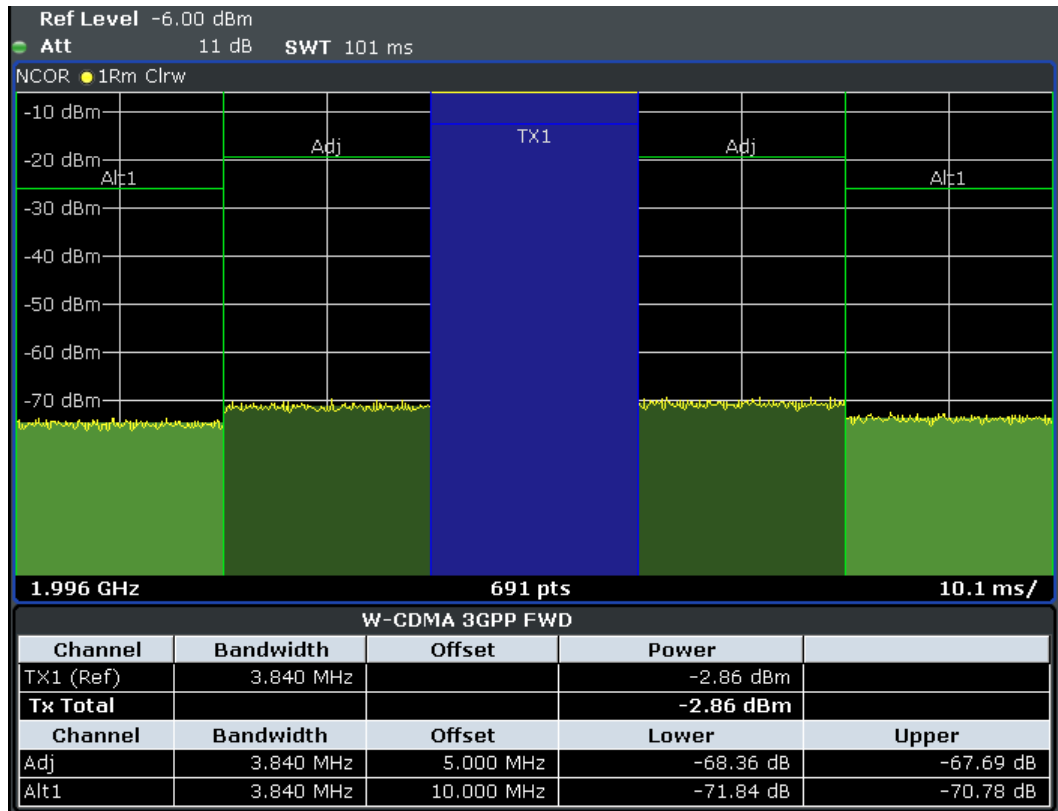 Ref Level -6.00 dBm
Att 11 dB SWT 101 ms
NCOR 1Rm Clrw
-10 dBm
TX1
Adj Adj
-20 dBm
Alt1 Alt1
-30 dBm
-40 dBm
-50 dBm
-60 dBm
-70 dBm
1.996 GHz 691 pts 10.1 ms/
W-CDMA 3GPP FWD
Channel Bandwidth Offset Power
TX1 (Ref) 3.840 MHz -2.86 dBm
Tx Total -2.86 dBm
Channel Bandwidth Offset Lower Upper
Adj 3.840 MHz 5.000 MHz -68.36 dB -67.69 dB
Alt1 3.840 MHz 10.000 MHz -71.84 dB -70.78 dB